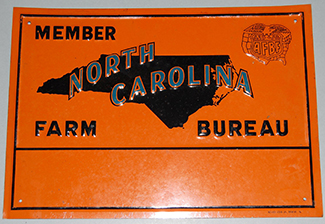 MEMBER
NORTH
CAROLINA
AFBF
FARM BUREAU